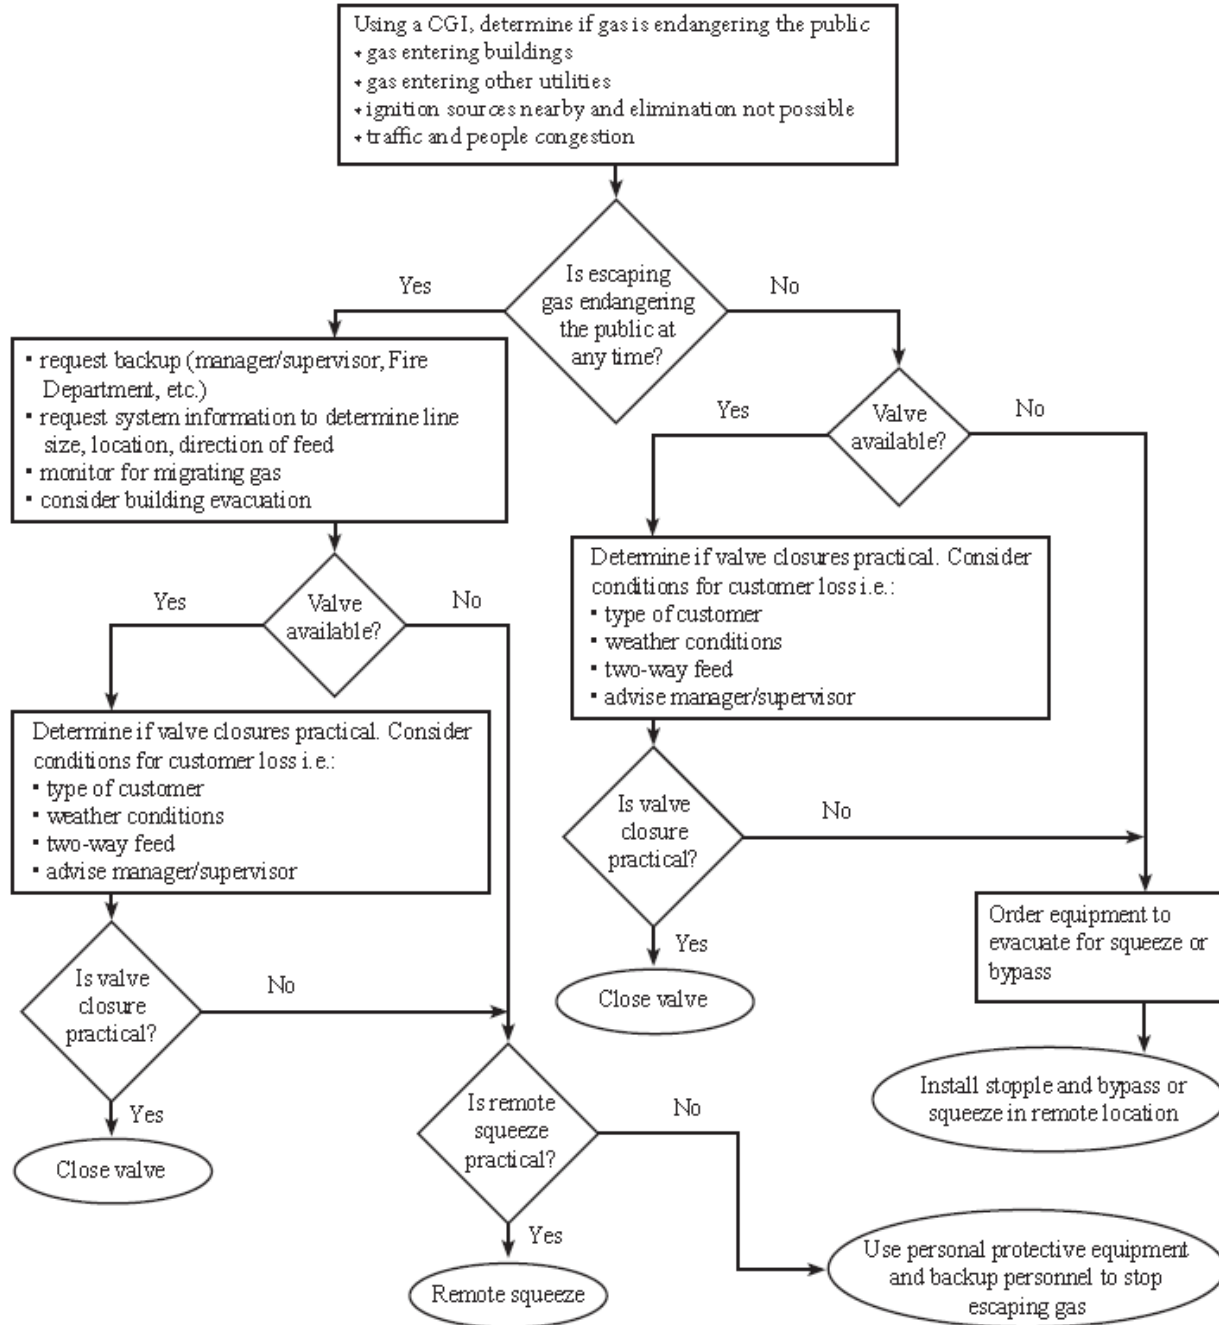 Using a CGI, determine if gas is endangering the public
+ gas entering buildings
+ gas entering other utilities
+ ignition sources nearby and elimination not possible
+ traffic and people congestion
Is escaping
gas endangering
the public at
any time?
Yes
No
▪ request backup (manager/supervisor, Fire
Department, etc.)
▪ request system information to determine line
size, location, direction of feed
▪ monitor for migrating gas
▪ consider building evacuation
Valve
available?
Yes
No
Valve
available?
Yes
No
Determine if valve closures practical. Consider
conditions for customer loss i.e.:
▪ type of customer
▪ weather conditions
▪ two-way feed
▪ advise manager/supervisor
Determine if valve closures practical. Consider
conditions for customer loss i.e.:
▪ type of customer
▪ weather conditions
▪ two-way feed
▪ advise manager/supervisor
Is valve
closure
practical?
No
Yes
Close valve
Order equipment to
evacuate for squeeze or
bypass
Install stopple and bypass or
squeeze in remote location
Is valve
closure
practical?
No
Yes
Close valve
Is remote
squeeze
practical?
No
Yes
Remote squeeze
Use personal protective equipment
and backup personnel to stop
escaping gas